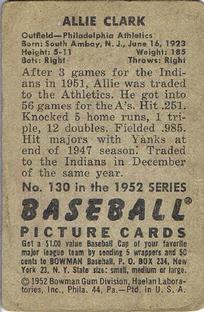 ALLIE CLARK
Outfield—Philadelphia Athletics
Born: South Amboy, N. J., June 16, 1923
Height: 5-11 Weight: 185
Bats: Right Throws: Right
After 3 games for the Indi-
ans in 1951, Allie was traded
to the Athletics. He got into
56 games for the A's. Hit .251.
Knocked 5 home runs, 1 tri-
ple, 12 doubles. Fielded .985.
Hit majors with Yanks at
end of 1947 season. Traded
to the Indians in December
of the same year.
No. 130 in the 1952 SERIES
BASEBALL
PICTURE CARDS
Get a $1.00 value Baseball Cap of your favorite
major league team by sending 5 wrappers and 50
cents to BOWMAN BASEBALL, P. O. BOX 234, NEW
YORK 23, N. Y. State size: small, medium or large.
©1952 Bowman Gum Division, Haelan Labora-
tories, Inc., Phila. 44, Pa.—Ptd. in U. S. A.